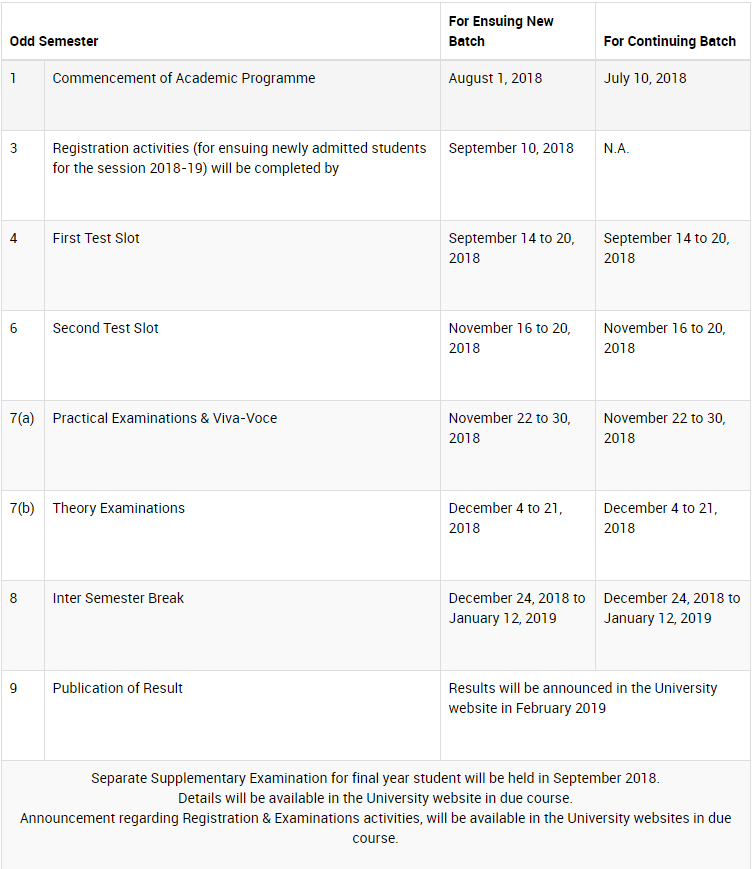 Odd Semester For Ensuing New Batch For Continuing Batch
1 Commencement of Academic Programme August 1, 2018 July 10, 2018
3 Registration activities (for ensuing newly admitted students for the session 2018-19) will be completed by September 10, 2018 N.A.
4 First Test Slot September 14 to 20, 2018 September 14 to 20, 2018
6 Second Test Slot November 16 to 20, 2018 November 16 to 20, 2018
7(a) Practical Examinations & Viva-Voce November 22 to 30, 2018 November 22 to 30, 2018
7(b) Theory Examinations December 4 to 21, 2018 December 4 to 21, 2018
8 Inter Semester Break December 24, 2018 to January 12, 2019 December 24, 2018 to January 12, 2019
9 Publication of Result Results will be announced in the University website in February 2019
Separate Supplementary Examination for final year student will be held in September 2018.
Details will be available in the University website in due course.
Announcement regarding Registration & Examinations activities, will be available in the University websites in due
course.